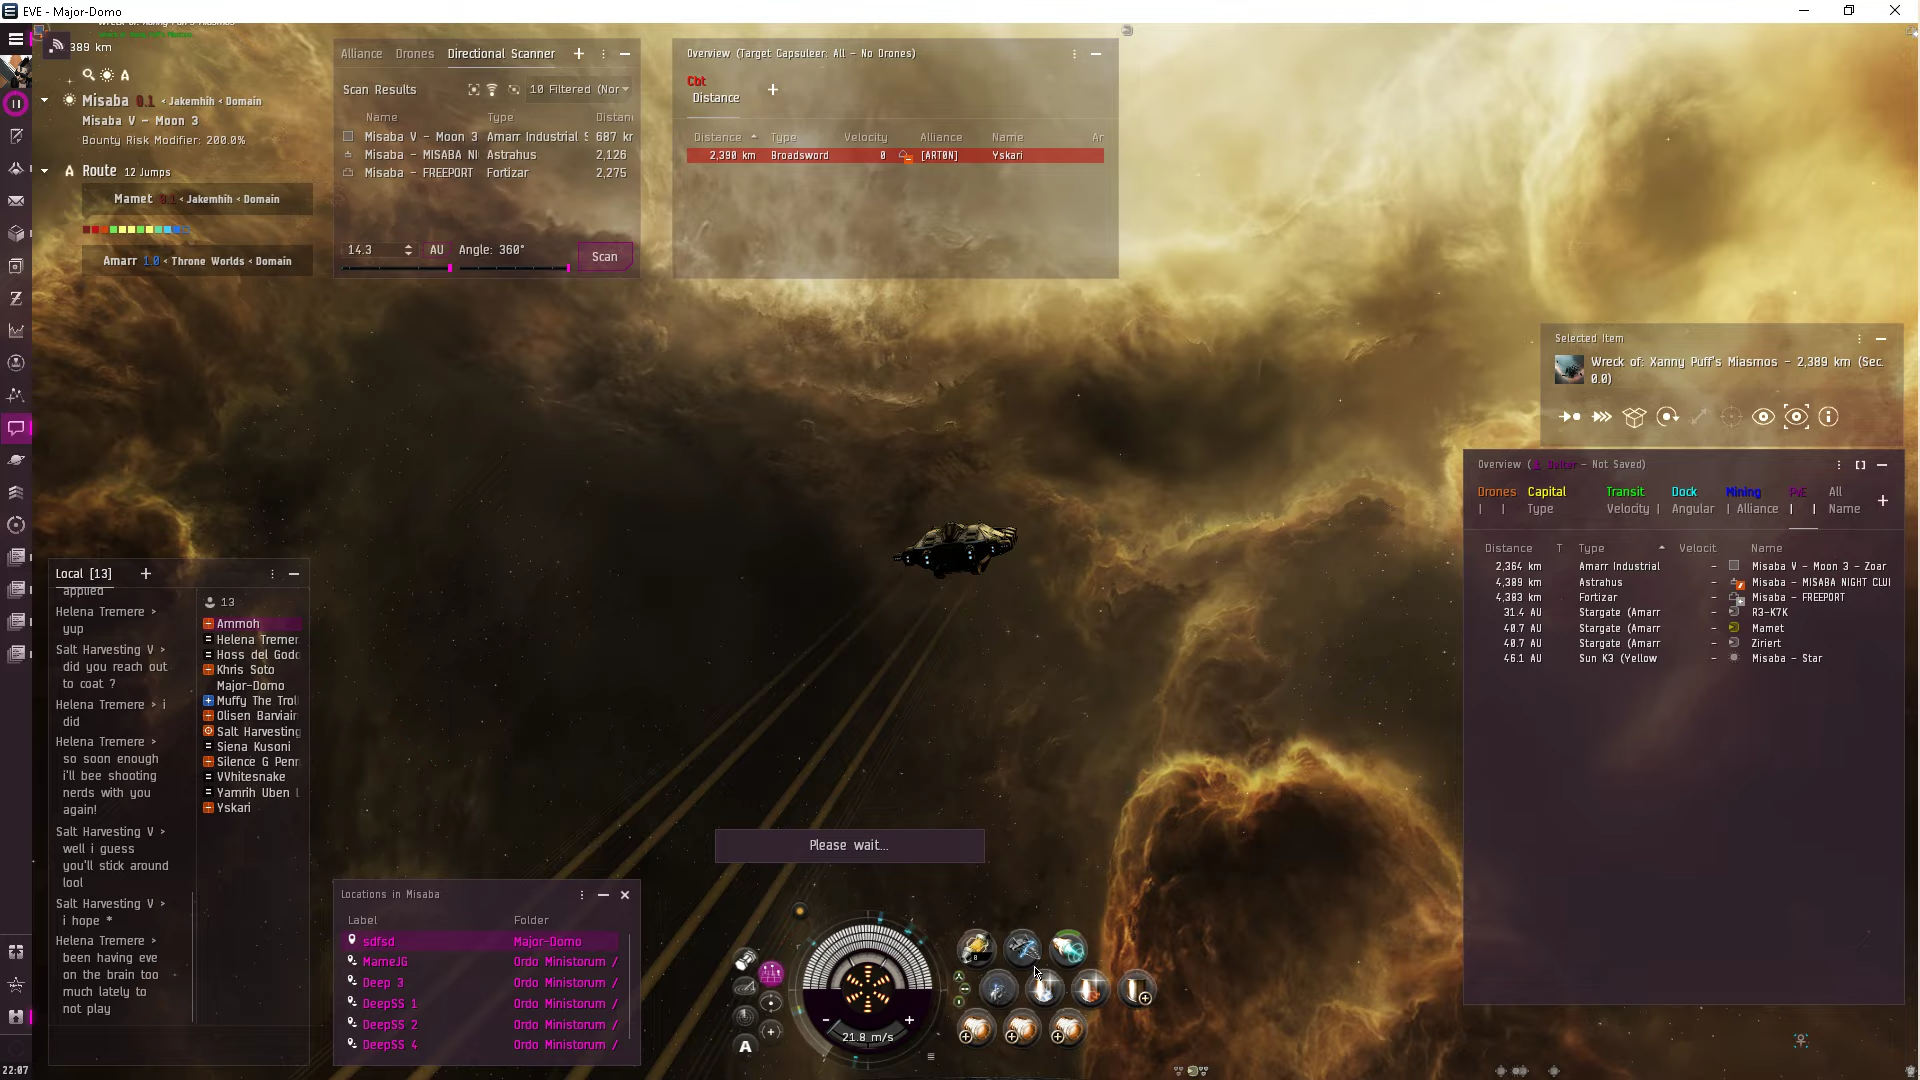 EVE - Major-Domo
389 km
Misaba 0.1 < Jakemhih < Domain
Misaba V - Moon 3
Bounty Risk Modifier: 200.0%
Route 12 Jumps
Mamet 0.1 < Jakemhih < Domain
Amarr 1.0 < Throne Worlds < Domain
Alliance Drones Directional Scanner
Scan Results
10 Filtered (Nor
Name Type Distan
Misaba V - Moon 3 Amarr Industrial S 687 kr
Misaba - MISABA NI Astrahus 2,126
Misaba - FREEPORT Fortizar 2,275
14.3 AU Angle: 360° Scan
Overview (Target Capsuleer: All - No Drones)
Cbt
Distance
Distance Type Velocity Alliance Name Ar
2,390 km Broadsword 0 [ARTØN] Yskari
Selected Item
Wreck of: Xanny Puff's Miasmos - 2,389 km (Sec.
0.0)
Overview ( - Not Saved)
Drones Capital Transit Dock Mining PvE All
Type Velocity Angular Alliance Name
Distance T Type Velocit Name
2,364 km Amarr Industrial - Misaba V - Moon 3 - Zoar
4,389 km Astrahus - Misaba - MISABA NIGHT CLUI
4,383 km Fortizar - Misaba - FREEPORT
31.4 AU Stargate (Amarr - R3-K7K
40.7 AU Stargate (Amarr - Mamet
40.7 AU Stargate (Amarr - Ziriert
46.1 AU Sun K3 (Yellow - Misaba - Star
Local [13]
applied
Helena Tremere >
yup
Salt Harvesting V >
did you reach out
to coat ?
Helena Tremere > i
did
Helena Tremere >
so soon enough
i'll bee shooting
nerds with you
again!
Salt Harvesting V >
well i guess
you'll stick around
lool
Salt Harvesting V >
i hope *
Helena Tremere >
been having eve
on the brain too
much lately to
not play
13
Ammoh
Helena Tremer
Hoss del Godo
Khris Soto
Major-Domo
Muffy The Troll
Olisen Barviain
Salt Harvesting
Siena Kusoni
Silence G Penn
VVhitesnake
Yamrih Uben
Yskari
Please wait...
Locations in Misaba
Label Folder
sdfsd Major-Domo
MameJG Ordo Ministorum /
Deep 3 Ordo Ministorum /
DeepSS 1 Ordo Ministorum /
DeepSS 2 Ordo Ministorum /
DeepSS 4 Ordo Ministorum /
21.8 m/s
22:07